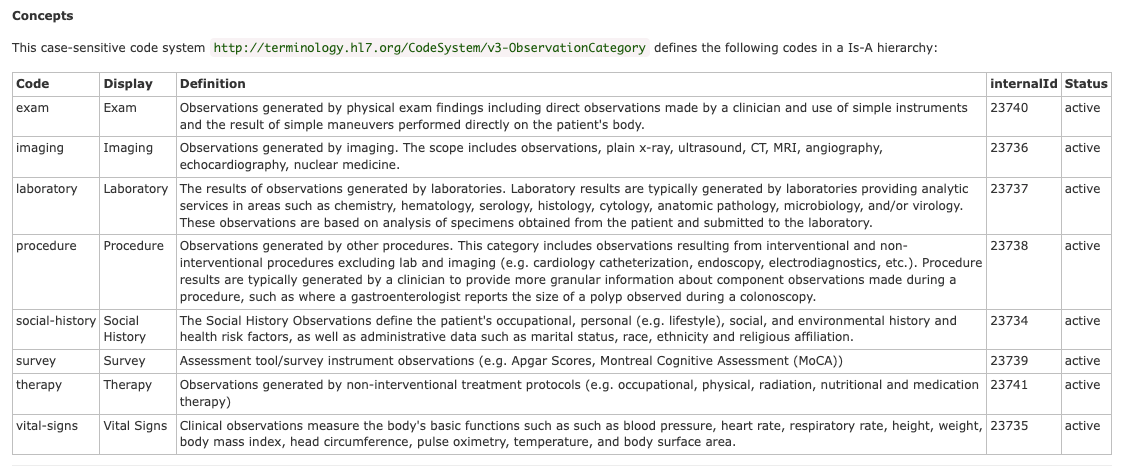 Concepts
This case-sensitive code system http://terminology.hl7.org/CodeSystem/v3-ObservationCategory defines the following codes in a Is-A hierarchy:
Code Display Definition internalId Status
exam Exam Observations generated by physical exam findings including direct observations made by a clinician and use of simple instruments 23740 active
and the result of simple maneuvers performed directly on the patient's body.
imaging Imaging Observations generated by imaging. The scope includes observations, plain x-ray, ultrasound, CT, MRI, angiography, 23736 active
echocardiography, nuclear medicine.
laboratory Laboratory The results of observations generated by laboratories. Laboratory results are typically generated by laboratories providing analytic 23737 active
services in areas such as chemistry, hematology, serology, histology, cytology, anatomic pathology, microbiology, and/or virology.
These observations are based on analysis of specimens obtained from the patient and submitted to the laboratory.
procedure Procedure Observations generated by other procedures. This category includes observations resulting from interventional and non- 23738 active
interventional procedures excluding lab and imaging (e.g. cardiology catheterization, endoscopy, electrodiagnostics, etc.). Procedure
results are typically generated by a clinician to provide more granular information about component observations made during a
procedure, such as where a gastroenterologist reports the size of a polyp observed during a colonoscopy.
social-history Social The Social History Observations define the patient's occupational, personal (e.g. lifestyle), social, and environmental history and 23734 active
History health risk factors, as well as administrative data such as marital status, race, ethnicity and religious affiliation.
survey Survey Assessment tool/survey instrument observations (e.g. Apgar Scores, Montreal Cognitive Assessment (MoCA)) 23739 active
therapy Therapy Observations generated by non-interventional treatment protocols (e.g. occupational, physical, radiation, nutritional and medication 23741 active
therapy)
vital-signs Vital Signs Clinical observations measure the body's basic functions such as such as blood pressure, heart rate, respiratory rate, height, weight, 23735 active
body mass index, head circumference, pulse oximetry, temperature, and body surface area.